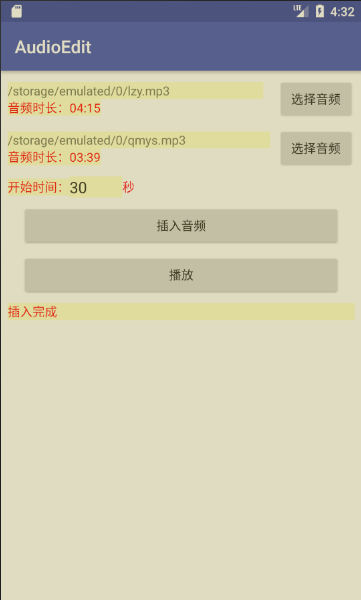 LTE 4:32
AudioEdit
/storage/emulated/0/lzy.mp3
音频时长：04:15
选择音频
/storage/emulated/0/qmys.mp3
音频时长：03:39
选择音频
开始时间：30 秒
插入音频
播放
插入完成